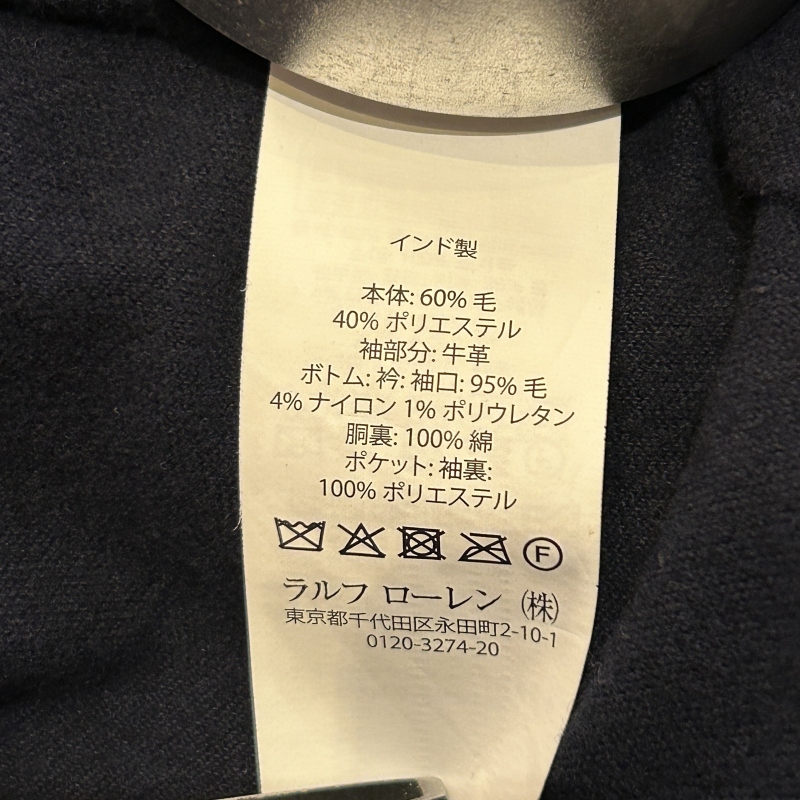 インド製
本体: 60% 毛
40% ポリエステル
袖部分: 牛革
ボトム: 衿: 袖口: 95% 毛
4% ナイロン 1% ポリウレタン
胴裏: 100% 綿
ポケット: 袖裏:
100% ポリエステル
F
ラルフ ローレン (株)
東京都千代田区永田町2-10-1
0120-3274-20